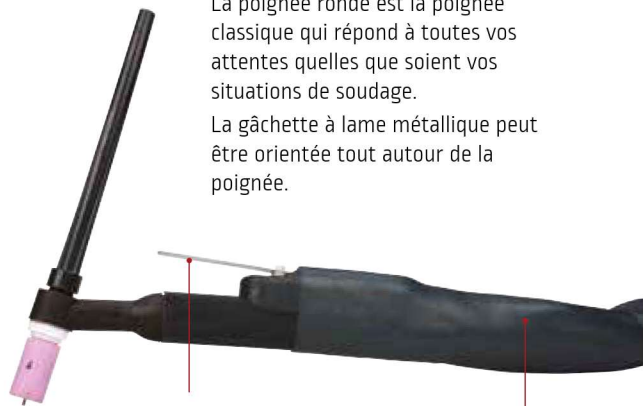 La poignée ronde est la poignée
classique qui répond à toutes vos
attentes quelles que soient vos
situations de soudage.
La gâchette à lame métallique peut
être orientée tout autour de la
poignée.